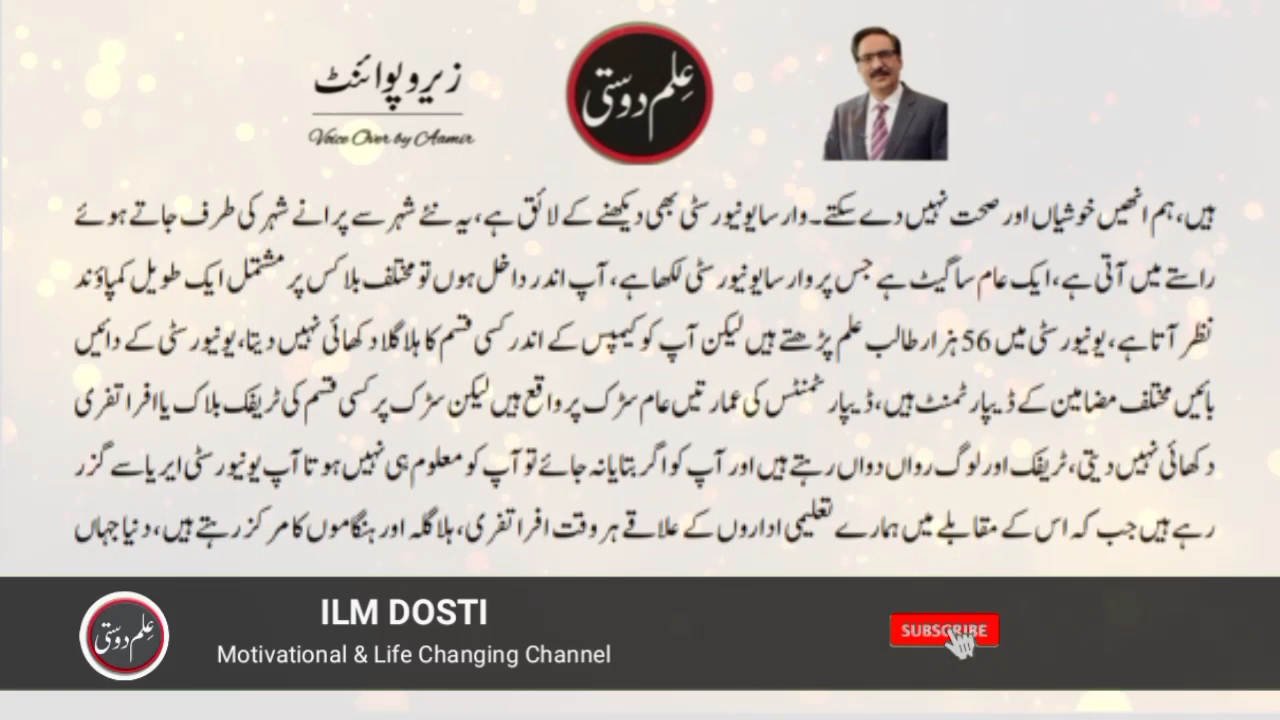 زیرو پوائنٹ
Voice Over by Aamir
علم دوستی
ہیں، ہم انھیں خوشیاں اور صحت نہیں دے سکتے۔ وارسا یونیورسٹی بھی دیکھنے کے لائق ہے، یہ نئے شہر سے پرانے شہر کی طرف جاتے ہوئے
راستے میں آتی ہے، ایک عام سا گیٹ ہے جس پر وارسا یونیورسٹی لکھا ہے، آپ اندر داخل ہوں تو مختلف بلاکس پر مشتمل ایک طویل کمپاؤنڈ
نظر آتا ہے، یونیورسٹی میں 56 ہزار طالب علم پڑھتے ہیں لیکن آپ کو کیمپس کے اندر کسی قسم کا ہلا گلا دکھائی نہیں دیتا، یونیورسٹی کے دائیں
بائیں مختلف مضامین کے ڈیپارٹمنٹ ہیں، ڈیپارٹمنٹس کی عمارتیں عام سڑک پر واقع ہیں لیکن سڑک پر کسی قسم کی ٹریفک بلاک یا افراتفری
دکھائی نہیں دیتی، ٹریفک اور لوگ رواں دواں رہتے ہیں اور آپ کو اگر بتایا نہ جائے تو آپ کو معلوم ہی نہیں ہوتا آپ یونیورسٹی ایریا سے گزر
رہے ہیں جب کہ اس کے مقابلے میں ہمارے تعلیمی اداروں کے علاقے ہر وقت افراتفری، ہلا گلہ اور ہنگاموں کا مرکز رہتے ہیں، دنیا جہاں
علم دوستی
ILM DOSTI
Motivational & Life Changing Channel
SUBSCRIBE